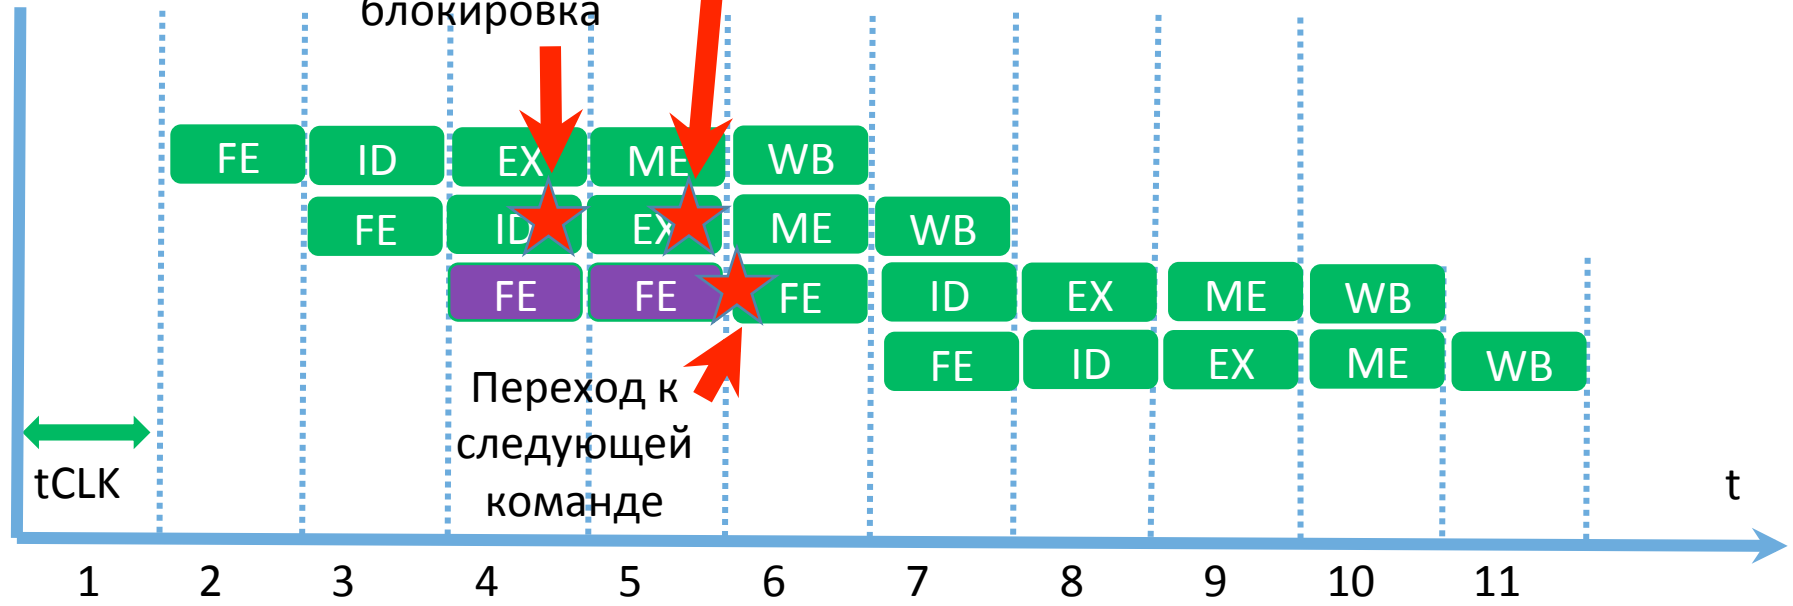 блокировка
FE ID EX ME WB
FE ID EX ME WB
FE FE FE ID EX ME WB
FE ID EX ME WB
Переход к
следующей
команде
tCLK
t
1 2 3 4 5 6 7 8 9 10 11